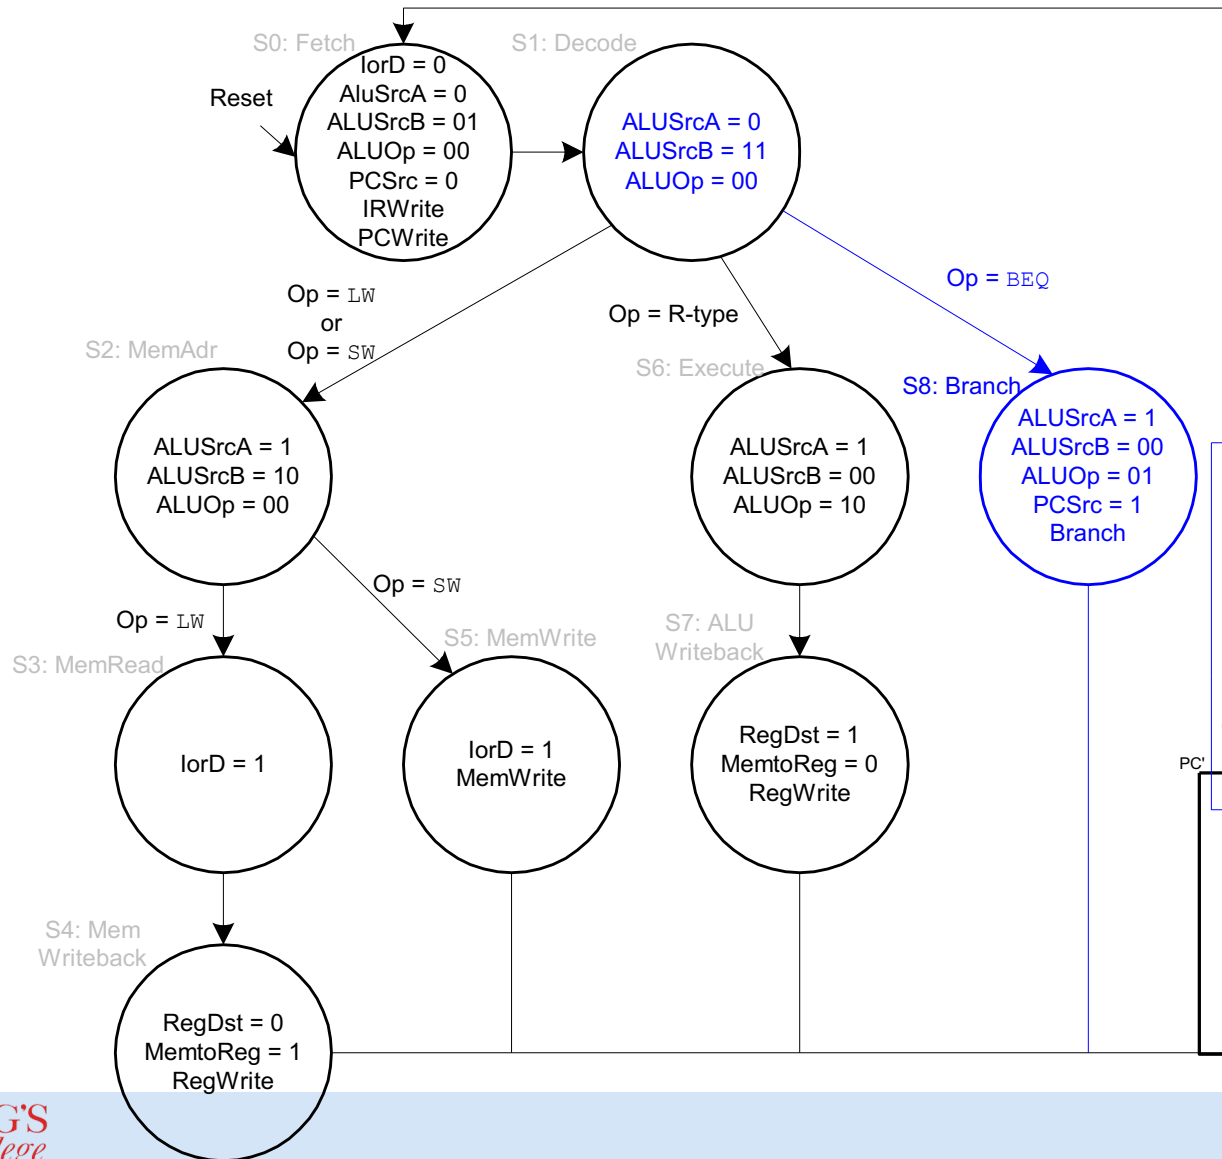 S0: Fetch
S1: Decode
Reset
IorD = 0
AluSrcA = 0
ALUSrcB = 01
ALUOp = 00
PCSrc = 0
IRWrite
PCWrite
ALUSrcA = 0
ALUSrcB = 11
ALUOp = 00
Op = LW
or
Op = SW
Op = R-type
Op = BEQ
S2: MemAdr
S6: Execute
S8: Branch
ALUSrcA = 1
ALUSrcB = 10
ALUOp = 00
ALUSrcA = 1
ALUSrcB = 00
ALUOp = 10
ALUSrcA = 1
ALUSrcB = 00
ALUOp = 01
PCSrc = 1
Branch
Op = LW
Op = SW
S3: MemRead
S5: MemWrite
S7: ALU
Writeback
IorD = 1
IorD = 1
MemWrite
RegDst = 1
MemtoReg = 0
RegWrite
PC'
S4: Mem
Writeback
RegDst = 0
MemtoReg = 1
RegWrite
G'S
lege